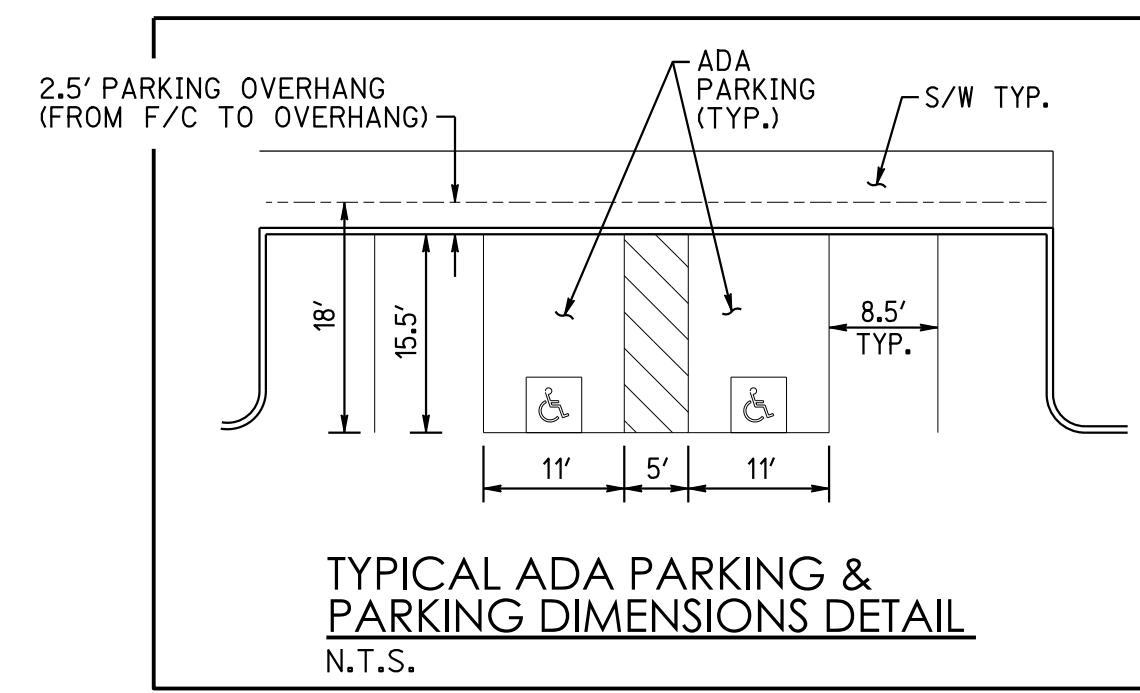 2.5' PARKING OVERHANG
(FROM F/C TO OVERHANG)
ADA
PARKING
(TYP.)
S/W TYP.
18'
15.5'
8.5'
TYP.
11'
5'
11'
TYPICAL ADA PARKING &
PARKING DIMENSIONS DETAIL
N.T.S.